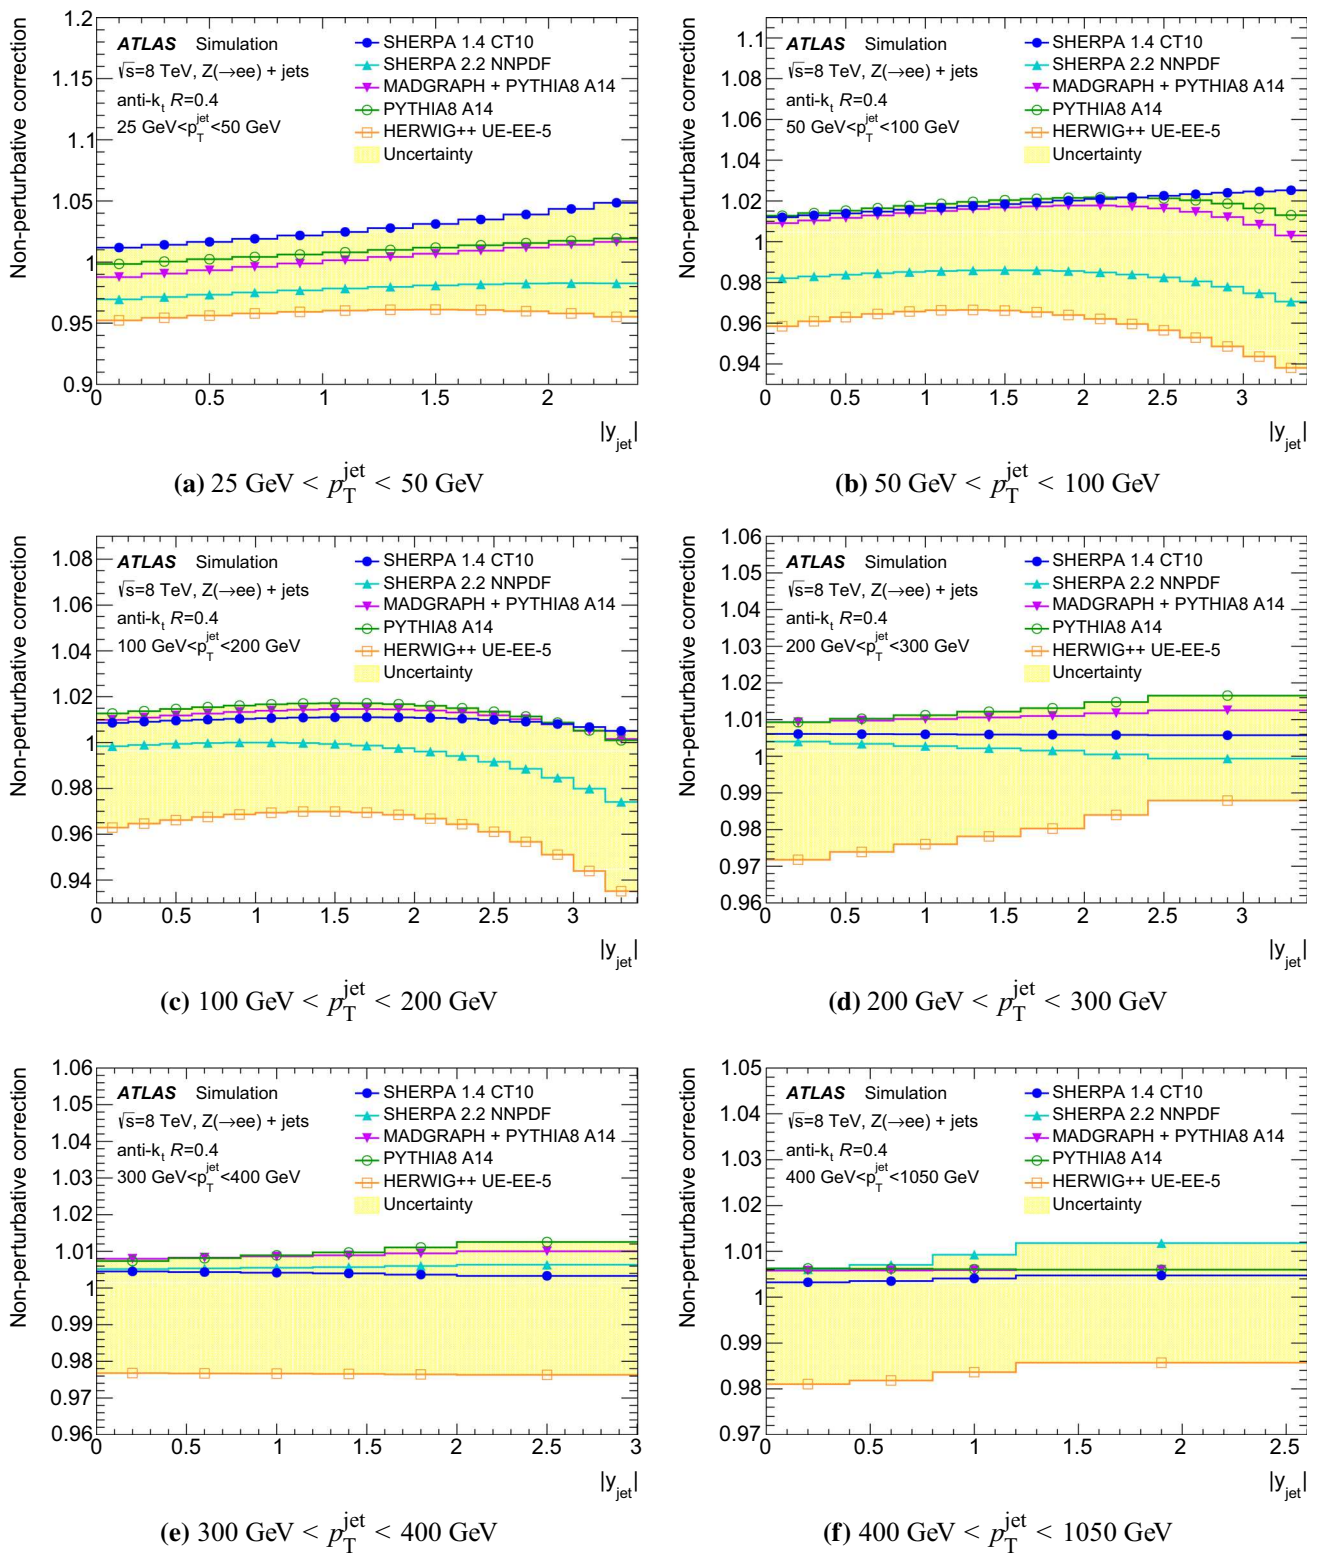 Non-perturbative correction
ATLAS Simulation
√s=8 TeV, Z(→ee) + jets
anti-kt R=0.4
25 GeV<pTjet<50 GeV
SHERPA 1.4 CT10
SHERPA 2.2 NNPDF
MADGRAPH + PYTHIA8 A14
PYTHIA8 A14
HERWIG++ UE-EE-5
Uncertainty
1.2
1.15
1.1
1.05
1
0.95
0.9
0 0.5 1 1.5 2
|yjet|
(a) 25 GeV < pTjet < 50 GeV
Non-perturbative correction
ATLAS Simulation
√s=8 TeV, Z(→ee) + jets
anti-kt R=0.4
50 GeV<pTjet<100 GeV
SHERPA 1.4 CT10
SHERPA 2.2 NNPDF
MADGRAPH + PYTHIA8 A14
PYTHIA8 A14
HERWIG++ UE-EE-5
Uncertainty
1.1
1.08
1.06
1.04
1.02
1
0.98
0.96
0.94
0 0.5 1 1.5 2 2.5 3
|yjet|
(b) 50 GeV < pTjet < 100 GeV
Non-perturbative correction
ATLAS Simulation
√s=8 TeV, Z(→ee) + jets
anti-kt R=0.4
100 GeV<pTjet<200 GeV
SHERPA 1.4 CT10
SHERPA 2.2 NNPDF
MADGRAPH + PYTHIA8 A14
PYTHIA8 A14
HERWIG++ UE-EE-5
Uncertainty
1.08
1.06
1.04
1.02
1
0.98
0.96
0.94
0 0.5 1 1.5 2 2.5 3
|yjet|
(c) 100 GeV < pTjet < 200 GeV
Non-perturbative correction
ATLAS Simulation
√s=8 TeV, Z(→ee) + jets
anti-kt R=0.4
200 GeV<pTjet<300 GeV
SHERPA 1.4 CT10
SHERPA 2.2 NNPDF
MADGRAPH + PYTHIA8 A14
PYTHIA8 A14
HERWIG++ UE-EE-5
Uncertainty
1.06
1.05
1.04
1.03
1.02
1.01
1
0.99
0.98
0.97
0.96
0 0.5 1 1.5 2 2.5 3
|yjet|
(d) 200 GeV < pTjet < 300 GeV
Non-perturbative correction
ATLAS Simulation
√s=8 TeV, Z(→ee) + jets
anti-kt R=0.4
300 GeV<pTjet<400 GeV
SHERPA 1.4 CT10
SHERPA 2.2 NNPDF
MADGRAPH + PYTHIA8 A14
PYTHIA8 A14
HERWIG++ UE-EE-5
Uncertainty
1.06
1.05
1.04
1.03
1.02
1.01
1
0.99
0.98
0.97
0.96
0 0.5 1 1.5 2 2.5 3
|yjet|
(e) 300 GeV < pTjet < 400 GeV
Non-perturbative correction
ATLAS Simulation
√s=8 TeV, Z(→ee) + jets
anti-kt R=0.4
400 GeV<pTjet<1050 GeV
SHERPA 1.4 CT10
SHERPA 2.2 NNPDF
MADGRAPH + PYTHIA8 A14
PYTHIA8 A14
HERWIG++ UE-EE-5
Uncertainty
1.05
1.04
1.03
1.02
1.01
1
0.99
0.98
0.97
0 0.5 1 1.5 2 2.5
|yjet|
(f) 400 GeV < pTjet < 1050 GeV